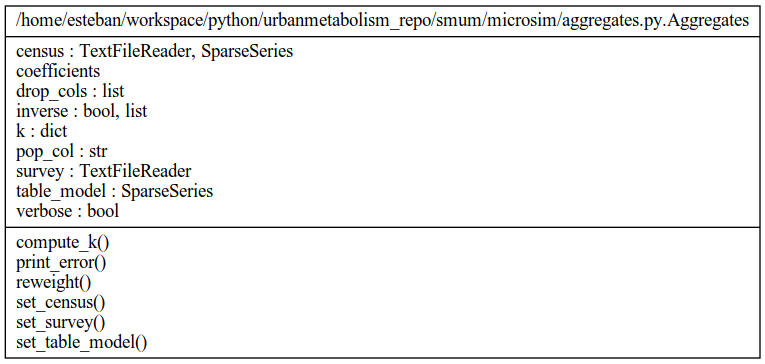 /home/esteban/workspace/python/urbanmetabolism_repo/smum/microsim/aggregates.py.Aggregates
census : TextFileReader, SparseSeries
coefficients
drop_cols : list
inverse : bool, list
k : dict
pop_col : str
survey : TextFileReader
table_model : SparseSeries
verbose : bool
compute_k()
print_error()
reweight()
set_census()
set_survey()
set_table_model()